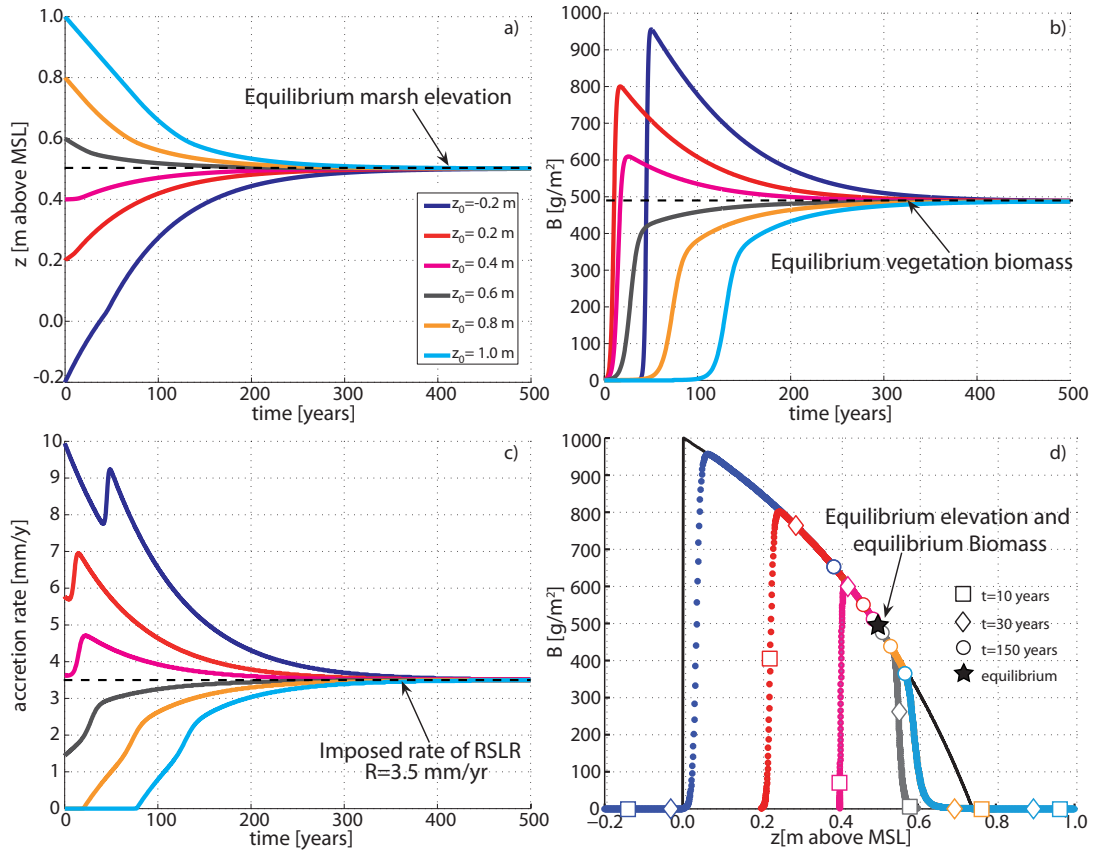 a)
1.0
0.8
0.6
0.4
0.2
0.0
-0.2
z [m above MSL]
Equilibrium marsh elevation
z0=-0.2 m
z0= 0.2 m
z0= 0.4 m
z0= 0.6 m
z0= 0.8 m
z0= 1.0 m
0 100 200 300 400 500
time [years]
b)
1000
900
800
700
600
500
400
300
200
100
0
B [g/m²]
Equilibrium vegetation biomass
0 100 200 300 400 500
time [years]
c)
10
9
8
7
6
5
4
3
2
1
0
accretion rate [mm/y]
Imposed rate of RSLR
R=3.5 mm/yr
0 100 200 300 400 500
time [years]
d)
1000
900
800
700
600
500
400
300
200
100
0
B [g/m²]
Equilibrium elevation and
equilibrium Biomass
t=10 years
t=30 years
t=150 years
equilibrium
−0.2 0.0 0.2 0.4 0.6 0.8 1.0
z[m above MSL]